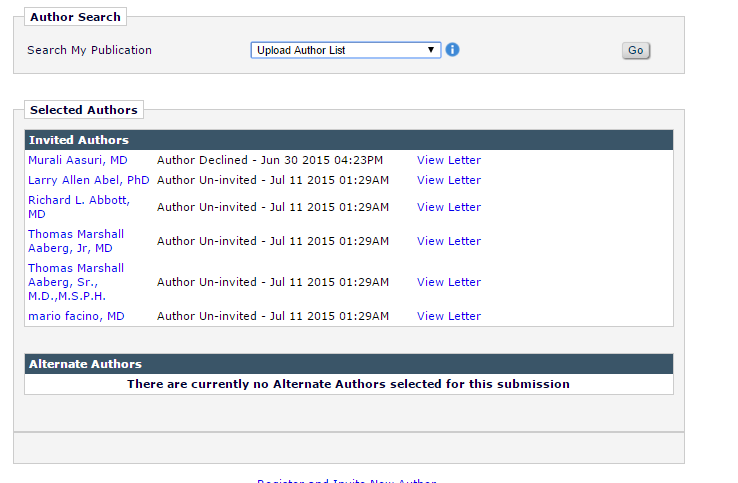 Author Search
Search My Publication Upload Author List Go
Selected Authors
Invited Authors
Murali Aasuri, MD Author Declined - Jun 30 2015 04:23PM View Letter
Larry Allen Abel, PhD Author Un-invited - Jul 11 2015 01:29AM View Letter
Richard L. Abbott,
MD Author Un-invited - Jul 11 2015 01:29AM View Letter
Thomas Marshall
Aaberg, Jr, MD Author Un-invited - Jul 11 2015 01:29AM View Letter
Thomas Marshall
Aaberg, Sr., Author Un-invited - Jul 11 2015 01:29AM View Letter
M.D.,M.S.P.H.
mario facino, MD Author Un-invited - Jul 11 2015 01:29AM View Letter
Alternate Authors
There are currently no Alternate Authors selected for this submission
Register and Invite New Author